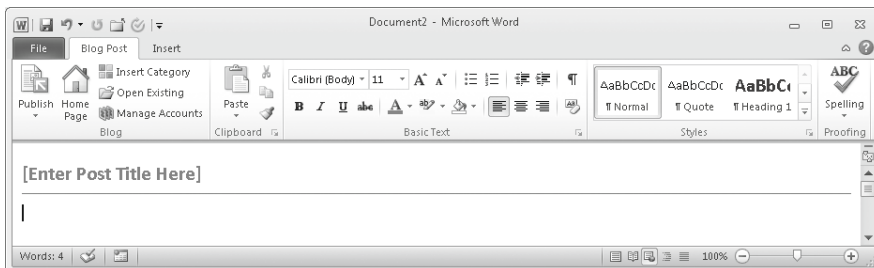 Document2 - Microsoft Word
File Blog Post Insert
Publish Home Page Insert Category Open Existing Manage Accounts
Blog
Paste
Clipboard
Calibri (Body) 11 A A ¶
B I U abc A aby
Basic Text
AaBbCcDc AaBbCcDc AaBbCc
¶ Normal ¶ Quote ¶ Heading 1
Styles
ABC
Spelling
Proofing
[Enter Post Title Here]
Words: 4 100%